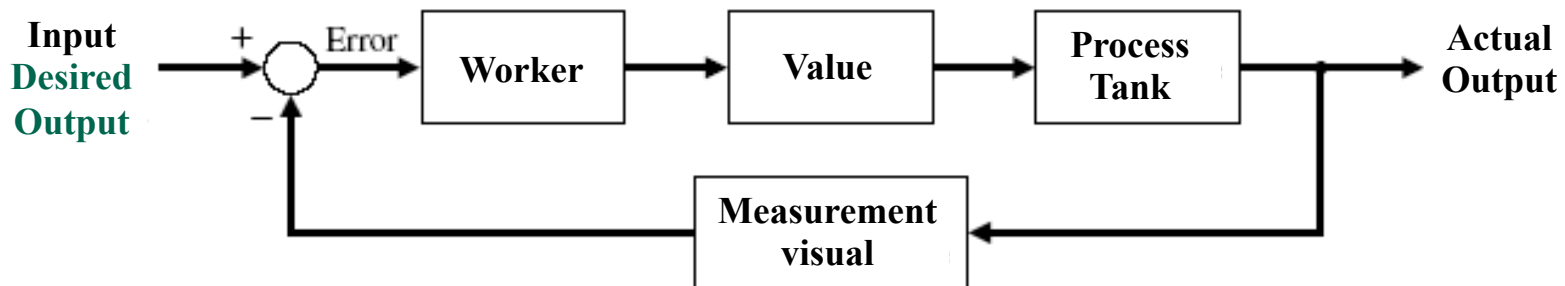 Input
Desired
Output
+
−
Error
Worker
Value
Process
Tank
Actual
Output
Measurement
visual